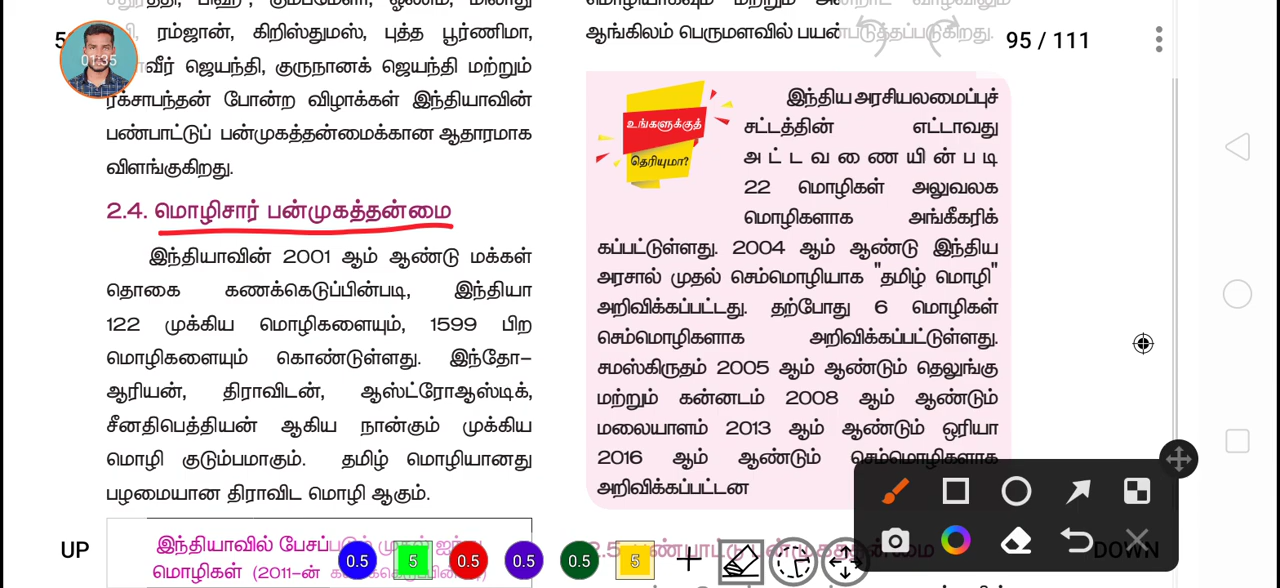 ரம்ஜான், கிறிஸ்துமஸ், புத்த பூர்ணிமா,
ஜெயந்தி, குருநானக் ஜெயந்தி மற்றும்
ரக்சாபந்தன் போன்ற விழாக்கள் இந்தியாவின்
பண்பாட்டுப் பன்முகத்தன்மைக்கான ஆதாரமாக
விளங்குகிறது.
2.4. மொழிசார் பன்முகத்தன்மை
இந்தியாவின் 2001 ஆம் ஆண்டு மக்கள்
தொகை கணக்கெடுப்பின்படி, இந்தியா
122 முக்கிய மொழிகளையும், 1599 பிற
மொழிகளையும் கொண்டுள்ளது. இந்தோ–
ஆரியன், திராவிடன், ஆஸ்ட்ரோஆஸ்டிக்,
சீனதிபெத்தியன் ஆகிய நான்கும் முக்கிய
மொழி குடும்பமாகும். தமிழ் மொழியானது
பழமையான திராவிட மொழி ஆகும்.
இந்தியாவில்
மொழிகள் (2011-ன்
01:35
ஆங்கிலம் பெருமளவில் பயன்படுத்தப்படுகிறது.
95 / 111
உங்களுக்குத்
தெரியுமா?
இந்திய அரசியலமைப்புச்
சட்டத்தின் எட்டாவது
அட்டவணையின்படி
22 மொழிகள் அலுவலக
மொழிகளாக அங்கீகரிக்
கப்பட்டுள்ளது. 2004 ஆம் ஆண்டு இந்திய
அரசால் முதல் செம்மொழியாக "தமிழ் மொழி"
அறிவிக்கப்பட்டது. தற்போது 6 மொழிகள்
செம்மொழிகளாக அறிவிக்கப்பட்டுள்ளது.
சமஸ்கிருதம் 2005 ஆம் ஆண்டும் தெலுங்கு
மற்றும் கன்னடம் 2008 ஆம் ஆண்டும்
மலையாளம் 2013 ஆம் ஆண்டும் ஒரியா
2016 ஆம் ஆண்டும் செம்மொழிகளாக
அறிவிக்கப்பட்டன
UP
0.5 5 0.5 0.5 0.5 5
DOWN